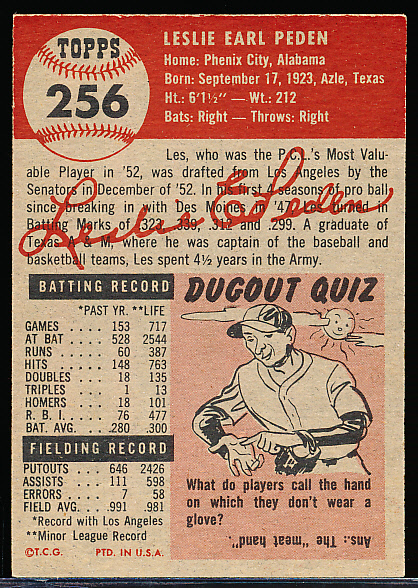 TOPPS
256
LESLIE EARL PEDEN
Home: Phenix City, Alabama
Born: September 17, 1923, Azle, Texas
Ht.: 6'1½" — Wt.: 212
Bats: Right — Throws: Right
Les, who was the P.C.L.'s Most Valu-
able Player in '52, was drafted from Los Angeles by the
Senators in December of '52. In his first 4 seasons of pro ball
since breaking in with Des Moines in '47, Les turned in
Batting Marks of .322, .339, .312 and .299. A graduate of
Texas A & M, where he was captain of the baseball and
basketball teams, Les spent 4½ years in the Army.
Leslie E Peden
BATTING RECORD
*PAST YR. **LIFE
GAMES . . . . 153 717
AT BAT . . . . 528 2544
RUNS . . . . 60 387
HITS . . . . 148 763
DOUBLES . . . 18 135
TRIPLES . . . 1 13
HOMERS . . . 18 101
R. B. I. . . . . 76 477
BAT. AVG. . . .280 .300
FIELDING RECORD
PUTOUTS . . . 646 2426
ASSISTS . . . 111 598
ERRORS . . . 7 58
FIELD AVG. . .991 .981
*Record with Los Angeles
**Minor League Record
©T.C.G. PTD. IN U.S.A.
DUGOUT QUIZ
What do players call the hand
on which they don't wear a
glove?
Ans.: The "meat hand".